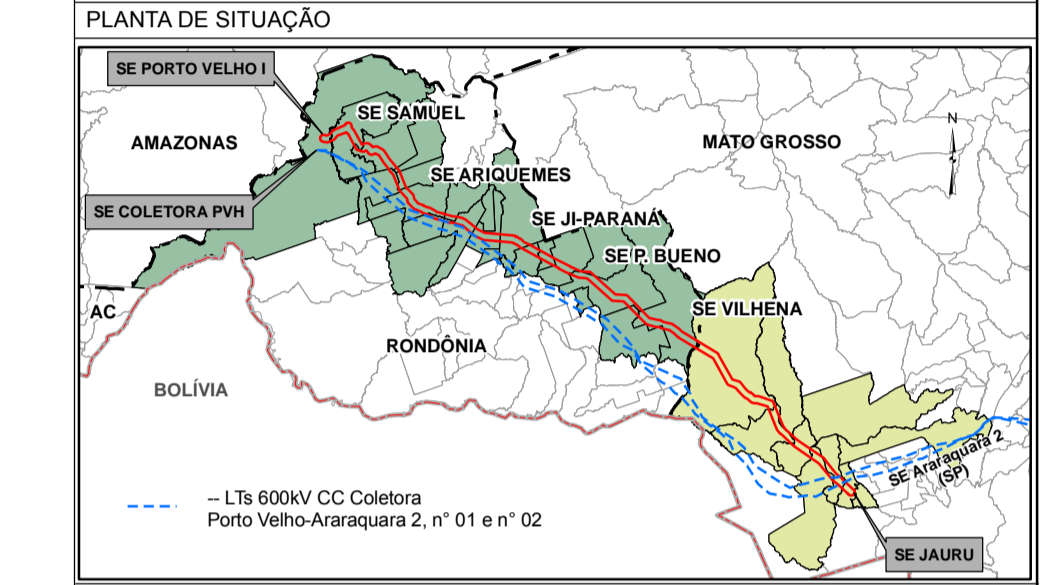 PLANTA DE SITUAÇÃO
SE PORTO VELHO I
SE SAMUEL
AMAZONAS
MATO GROSSO
N
SE ARIQUEMES
SE COLETORA PVH
SE JI-PARANÁ
SE P. BUENO
AC
SE VILHENA
RONDÔNIA
BOLÍVIA
SE Araraquara 2
(SP)
-- LTs 600kV CC Coletora
Porto Velho-Araraquara 2, n° 01 e n° 02
SE JAURU